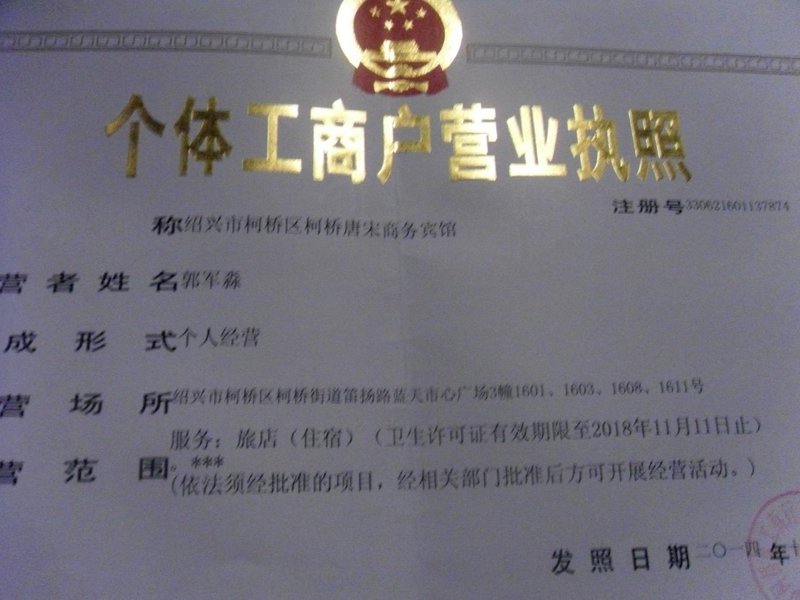 个体工商户营业执照
注册号330621601137874
称 绍兴市柯桥区柯桥唐宋商务宾馆
营者姓名 郭军淼
成形式 个人经营
营场所 绍兴市柯桥区柯桥街道笛扬路蓝天市心广场3幢1601、1603、1608、1611号
服务：旅店（住宿）（卫生许可证有效期限至2018年11月11日止）
营范围 。***
(依法须经批准的项目，经相关部门批准后方可开展经营活动。)
发照日期 二〇一四年十